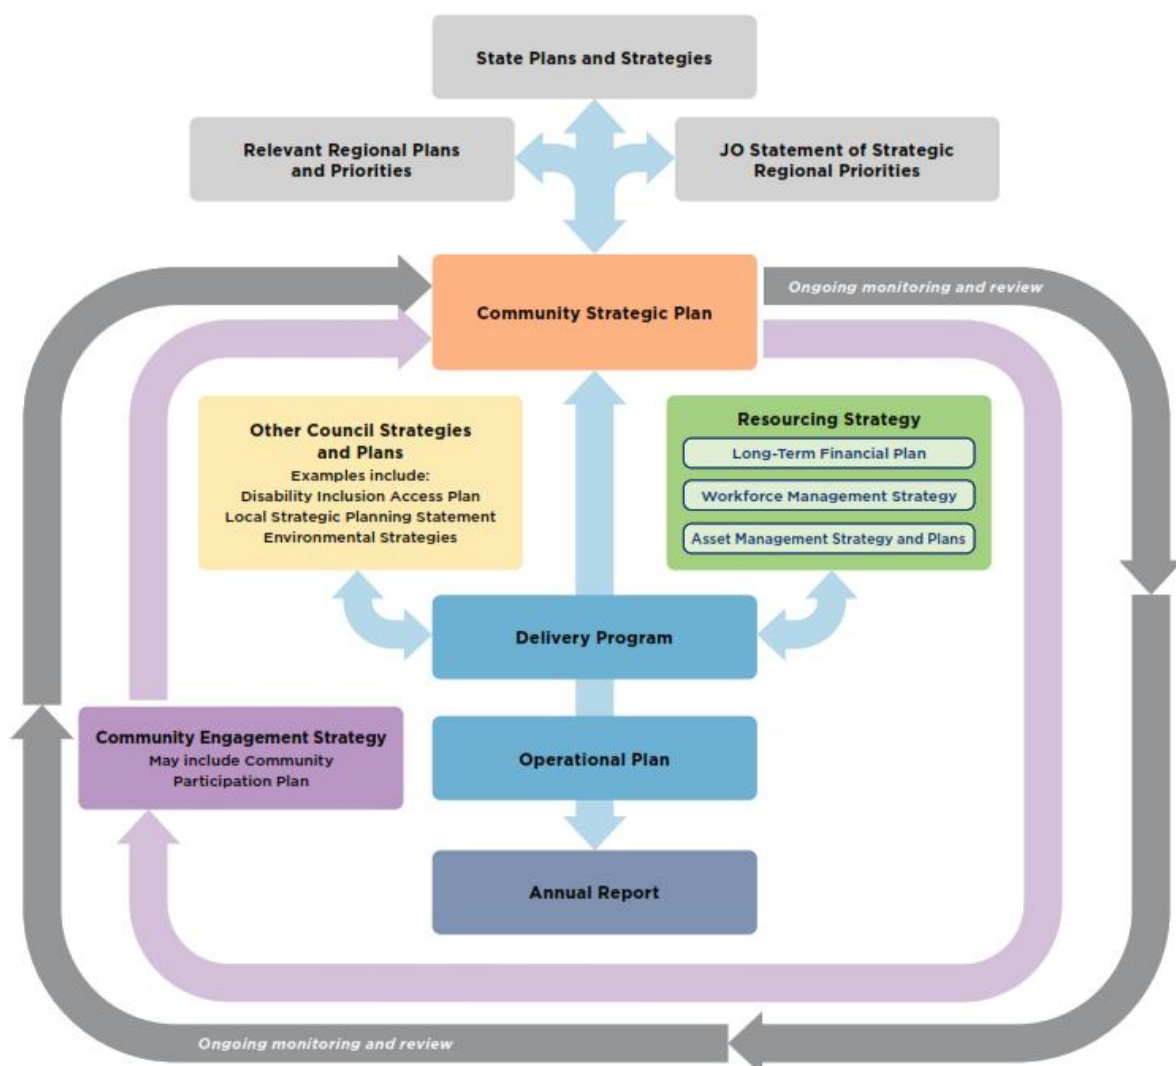 State Plans and Strategies
Relevant Regional Plans
and Priorities
JO Statement of Strategic
Regional Priorities
Ongoing monitoring and review
Community Strategic Plan
Other Council Strategies
and Plans
Examples include:
Disability Inclusion Access Plan
Local Strategic Planning Statement
Environmental Strategies
Resourcing Strategy
Long-Term Financial Plan
Workforce Management Strategy
Asset Management Strategy and Plans
Delivery Program
Community Engagement Strategy
May include Community
Participation Plan
Operational Plan
Annual Report
Ongoing monitoring and review